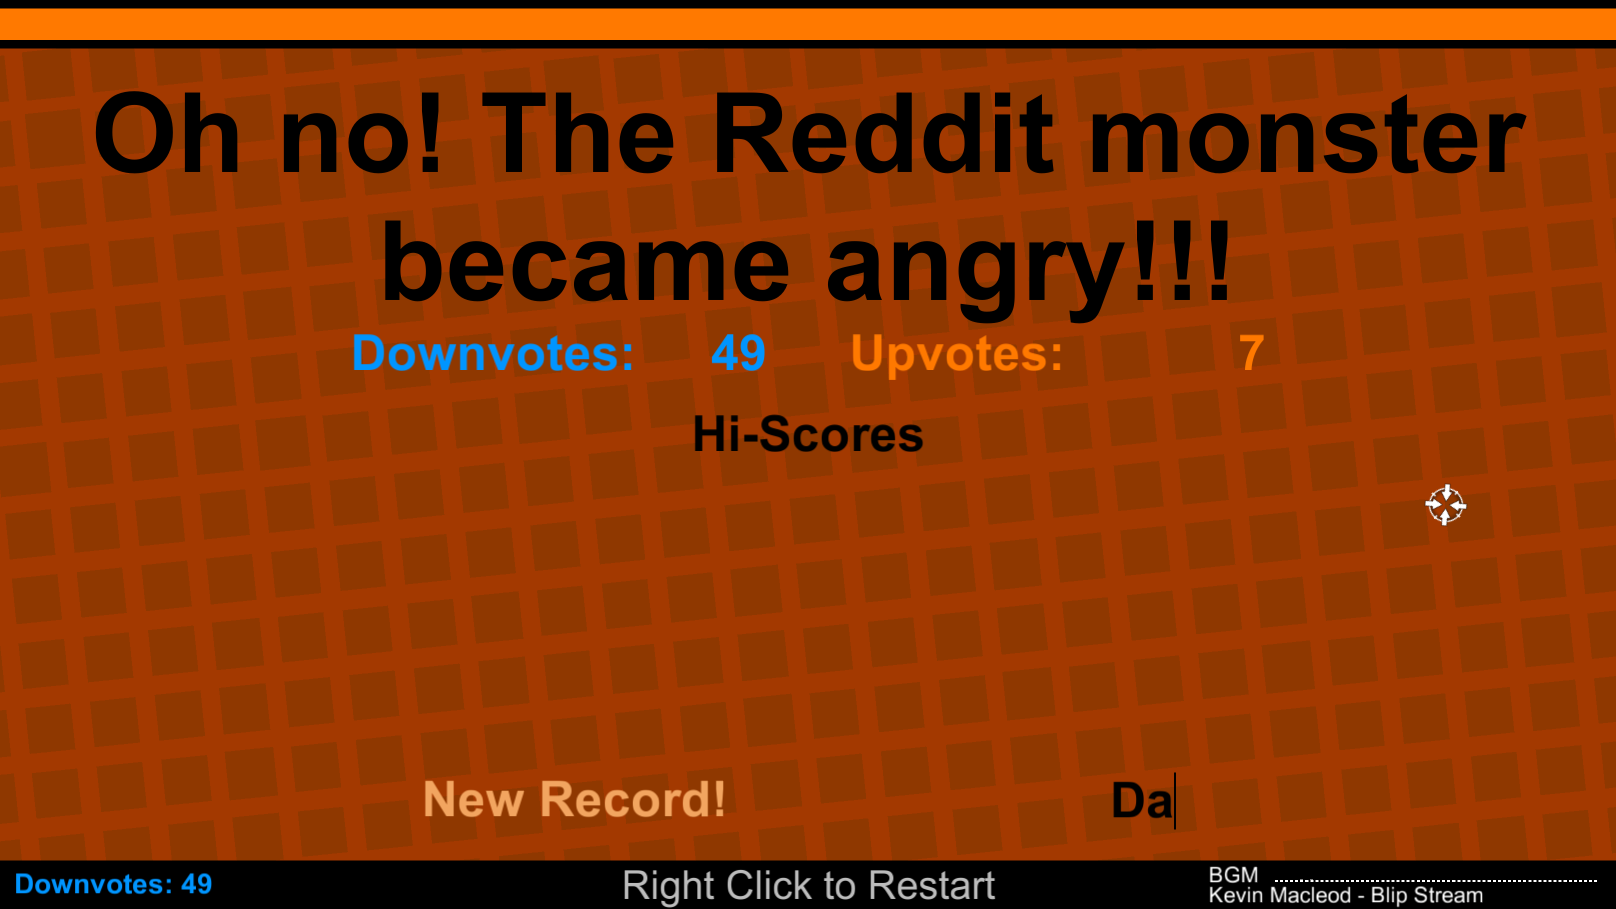 Oh no! The Reddit monster
became angry!!!
Downvotes: 49 Upvotes: 7
Hi-Scores
New Record! Da
Downvotes: 49
Right Click to Restart
BGM
Kevin Macleod - Blip Stream